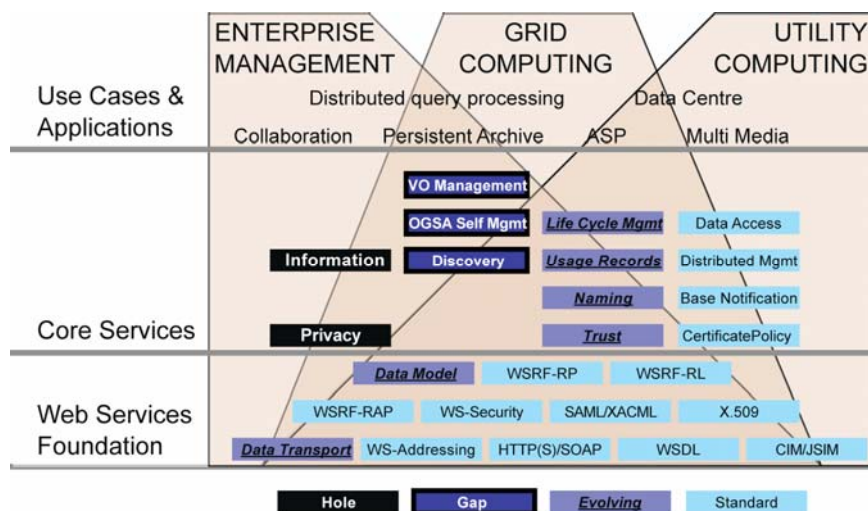 ENTERPRISE MANAGEMENT
GRID COMPUTING
UTILITY COMPUTING
Use Cases & Applications
Distributed query processing
Data Centre
Collaboration
Persistent Archive
ASP
Multi Media
VO Management
OGSA Self Mgmt
Life Cycle Mgmt
Data Access
Information
Discovery
Usage Records
Distributed Mgmt
Naming
Base Notification
Core Services
Privacy
Trust
CertificatePolicy
Data Model
WSRF-RP
WSRF-RL
Web Services Foundation
WSRF-RAP
WS-Security
SAML/XACML
X.509
Data Transport
WS-Addressing
HTTP(S)/SOAP
WSDL
CIM/JSIM
Hole
Gap
Evolving
Standard